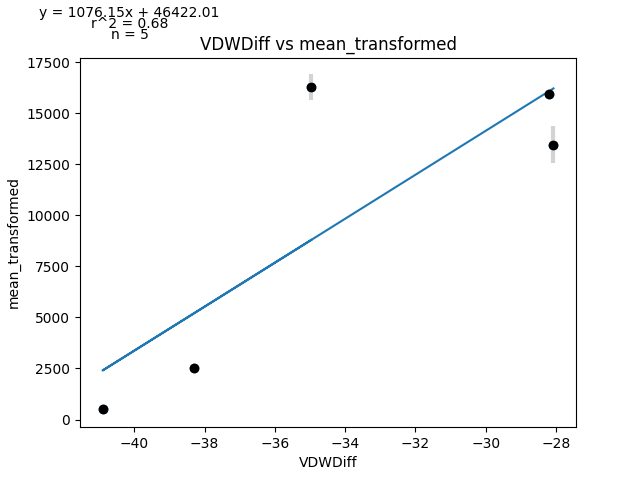 y = 1076.15x + 46422.01
r^2 = 0.68
n = 5
VDWDiff vs mean_transformed
17500
15000
12500
10000
7500
5000
2500
0
mean_transformed
−40 −38 −36 −34 −32 −30 −28
VDWDiff